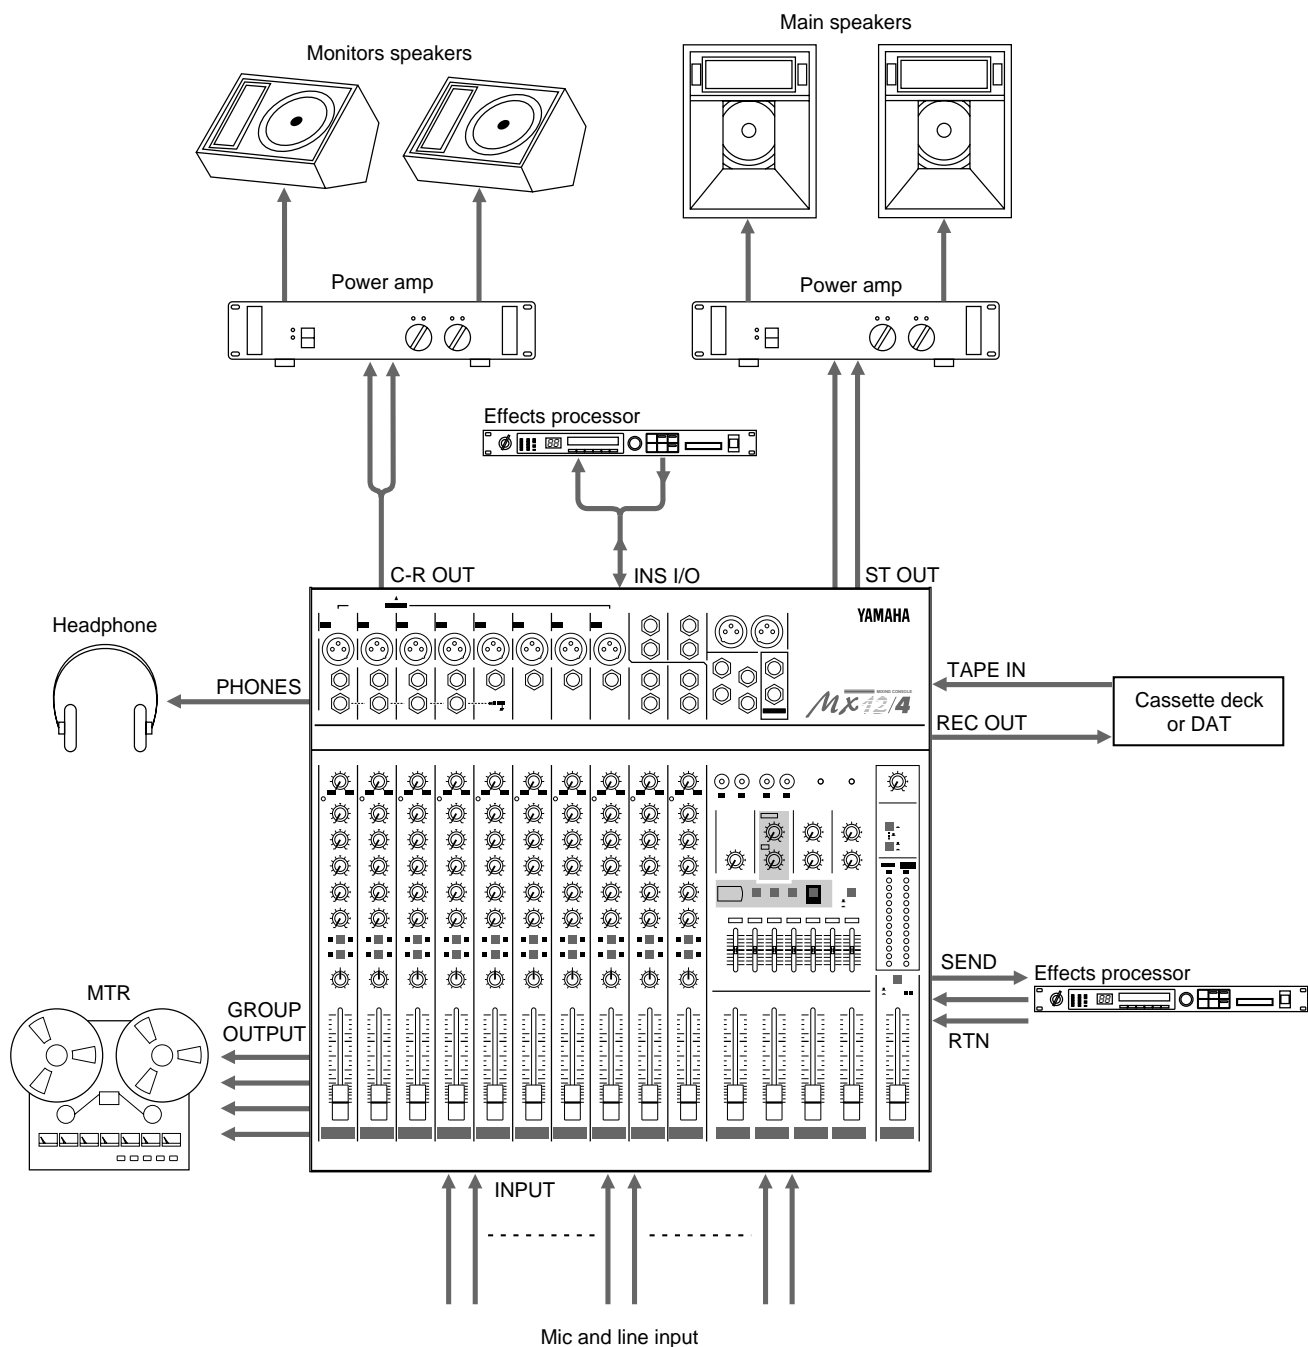 Main speakers
Monitors speakers
Power amp
Power amp
Effects processor
C-R OUT
INS I/O
ST OUT
YAMAHA
Headphone
PHONES
TAPE IN
Cassette deck
or DAT
REC OUT
MIXING CONSOLE
MX12/4
SEND
Effects processor
RTN
MTR
GROUP
OUTPUT
INPUT
Mic and line input